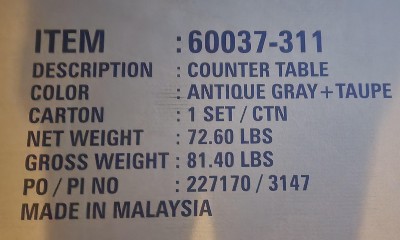 ITEM : 60037-311
DESCRIPTION : COUNTER TABLE
COLOR : ANTIQUE GRAY+TAUPE
CARTON : 1 SET / CTN
NET WEIGHT : 72.60 LBS
GROSS WEIGHT : 81.40 LBS
PO / PI NO : 227170 / 3147
MADE IN MALAYSIA